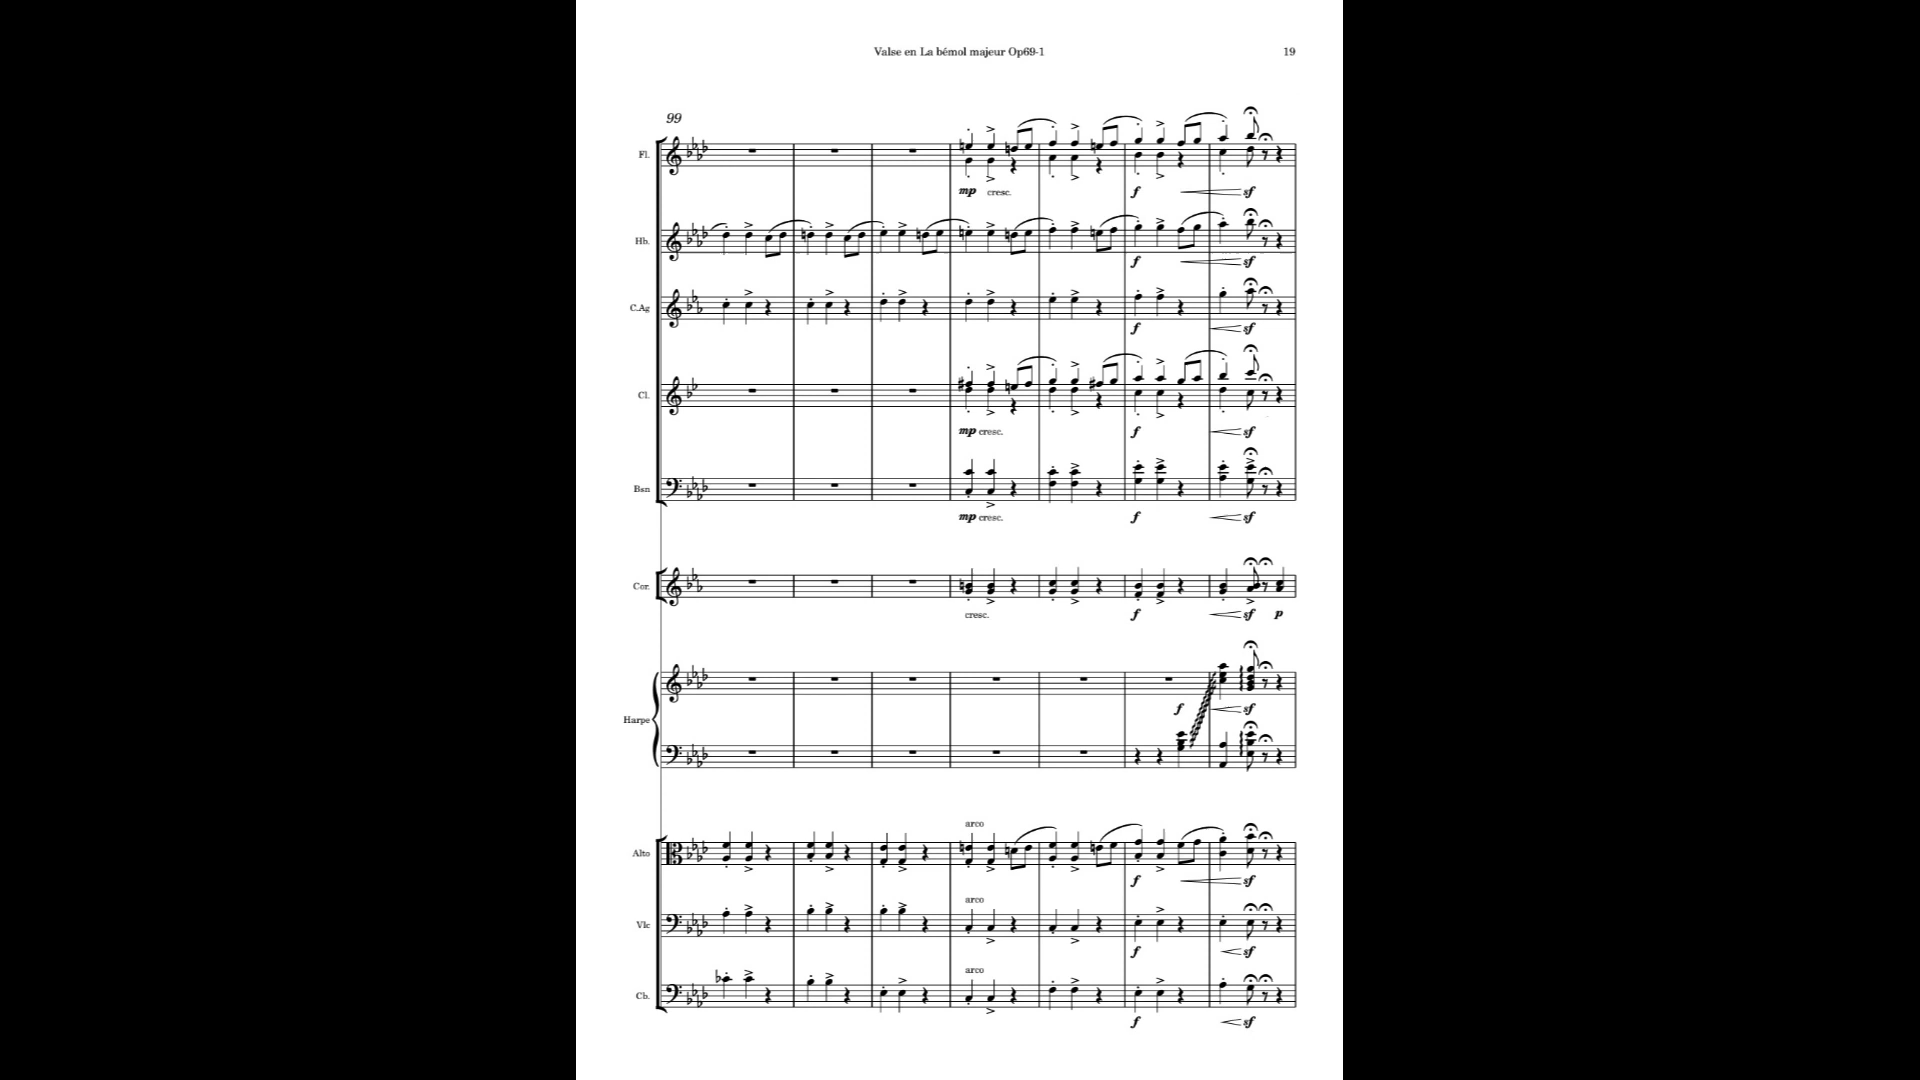 Valse en La bémol majeur Op69-1
19
99
Fl.
mp cresc. f sf
Hb.
f sf
C.Ag
f sf
Cl.
mp cresc. f sf
Bsn
mp cresc. f sf
Cor.
cresc. f sf p
Harpe
f sf
arco
Alto
f sf
arco
Vlc
f sf
arco
Cb.
f sf